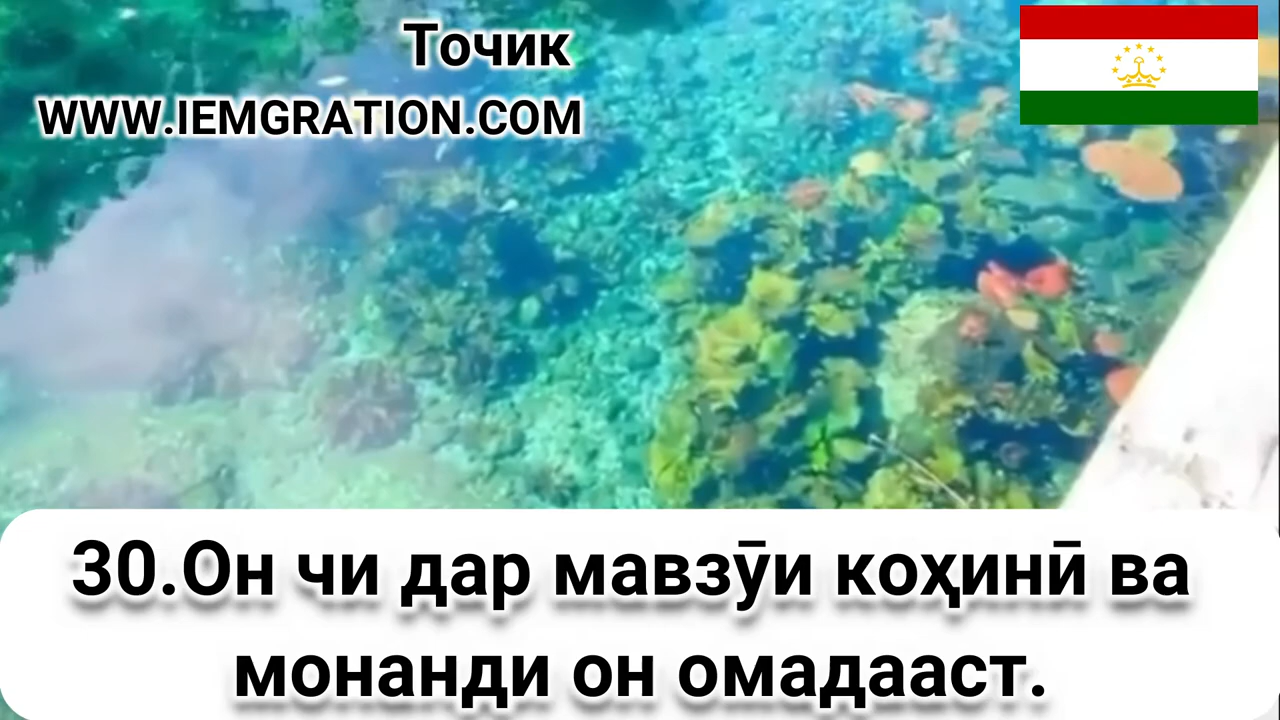 Точик
WWW.IEMGRATION.COM
30.Он чи дар мавзӯи коҳинӣ ва
монанди он омадааст.